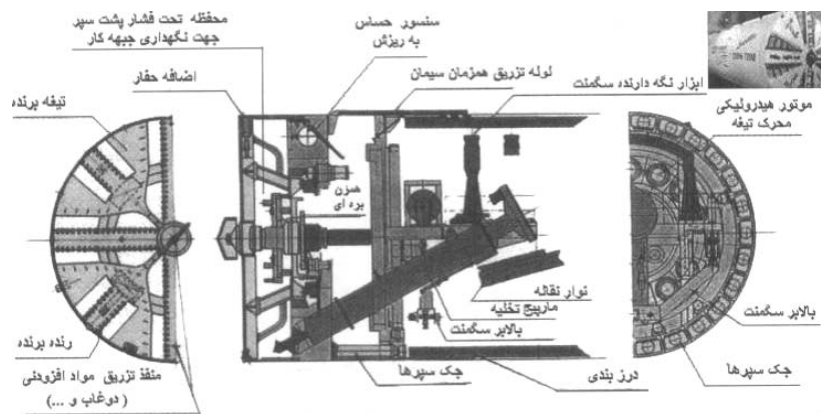 محفظه تحت فشار پشت سپر
جهت نگهداری جبهه کار
سنسور حساس
به ریزش
لوله تزریق همزمان سیمان
ابزار نگه دارنده سگمنت
موتور هیدرولیکی
محرک تیغه
اضافه حفار
تیغه برنده
همزن
پره ای
نوار نقاله
مارپیچ تخلیه
بالابر سگمنت
بالابر سگمنت
رنده برنده
منفذ تزریق مواد افزودنی
(دوغاب و ...)
جک سپرها
درز بندی
جک سپرها